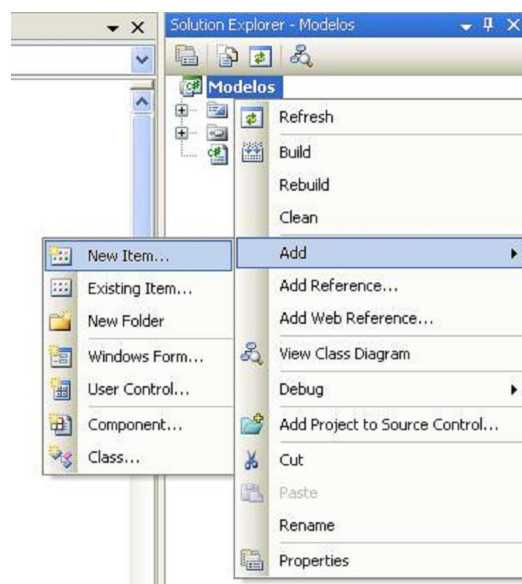 Solution Explorer - Modelos
Modelos
Refresh
Build
Rebuild
Clean
Add
Add Reference...
Add Web Reference...
View Class Diagram
Debug
Add Project to Source Control...
Cut
Paste
Rename
Properties
New Item...
Existing Item...
New Folder
Windows Form...
User Control...
Component...
Class...